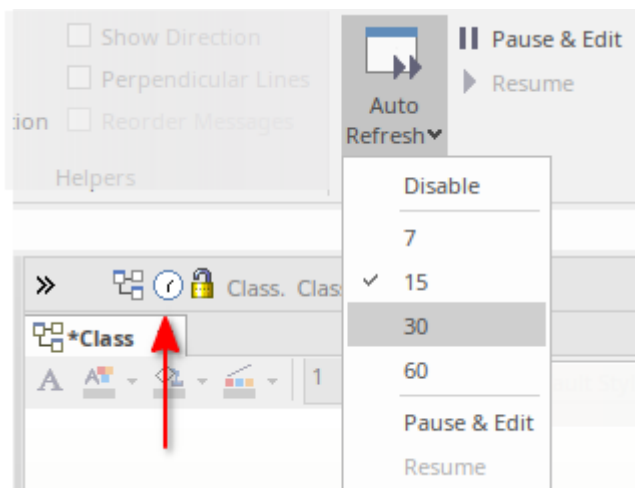 Show Direction
Perpendicular Lines
tion Reorder Messages
Helpers
Auto
Refresh
Pause & Edit
Resume
Disable
7
15
30
60
Pause & Edit
Resume
Class. Clas
*Class
A A 1